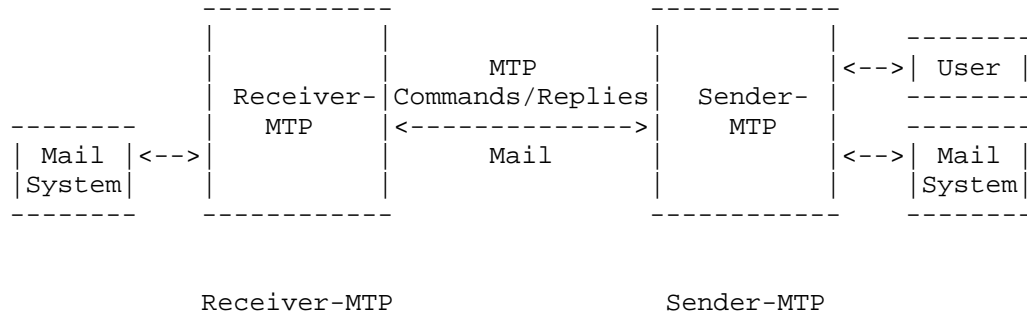 MTP
User
Receiver- Commands/Replies Sender-
MTP MTP
Mail Mail Mail
System System
Receiver-MTP Sender-MTP